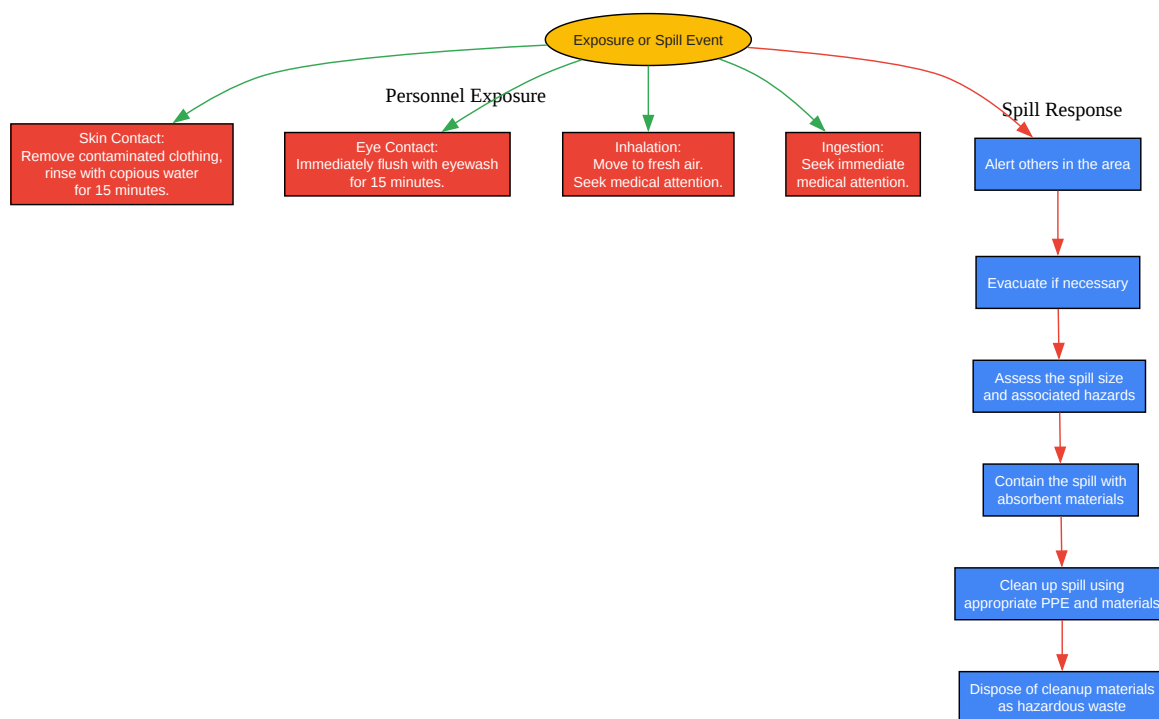 Exposure or Spill Event
Personnel Exposure
Spill Response
Skin Contact:
Remove contaminated clothing,
rinse with copious water
for 15 minutes.
Eye Contact:
Immediately flush with eyewash
for 15 minutes.
Inhalation:
Move to fresh air.
Seek medical attention.
Ingestion:
Seek immediate
medical attention.
Alert others in the area
Evacuate if necessary
Assess the spill size
and associated hazards
Contain the spill with
absorbent materials
Clean up spill using
appropriate PPE and materials
Dispose of cleanup materials
as hazardous waste